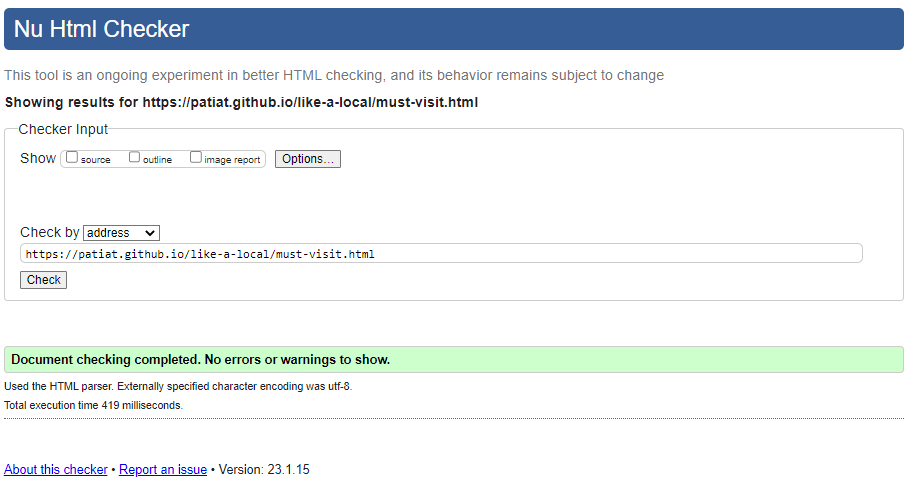 Nu Html Checker
This tool is an ongoing experiment in better HTML checking, and its behavior remains subject to change
Showing results for https://patiat.github.io/like-a-local/must-visit.html
Checker Input
Show source outline image report Options...
Check by address
https://patiat.github.io/like-a-local/must-visit.html
Check
Document checking completed. No errors or warnings to show.
Used the HTML parser. Externally specified character encoding was utf-8.
Total execution time 419 milliseconds.
About this checker • Report an issue • Version: 23.1.15